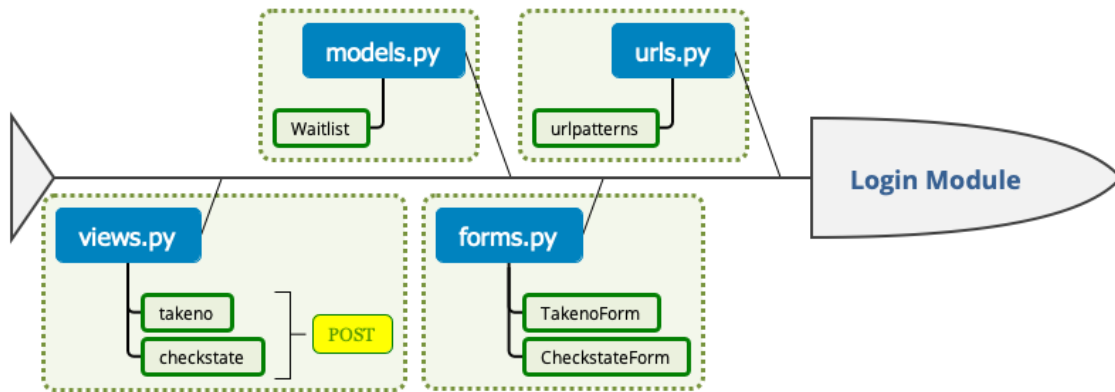 models.py
urls.py
Waitlist
urlpatterns
Login Module
views.py
forms.py
takeno
TakenoForm
POST
checkstate
CheckstateForm